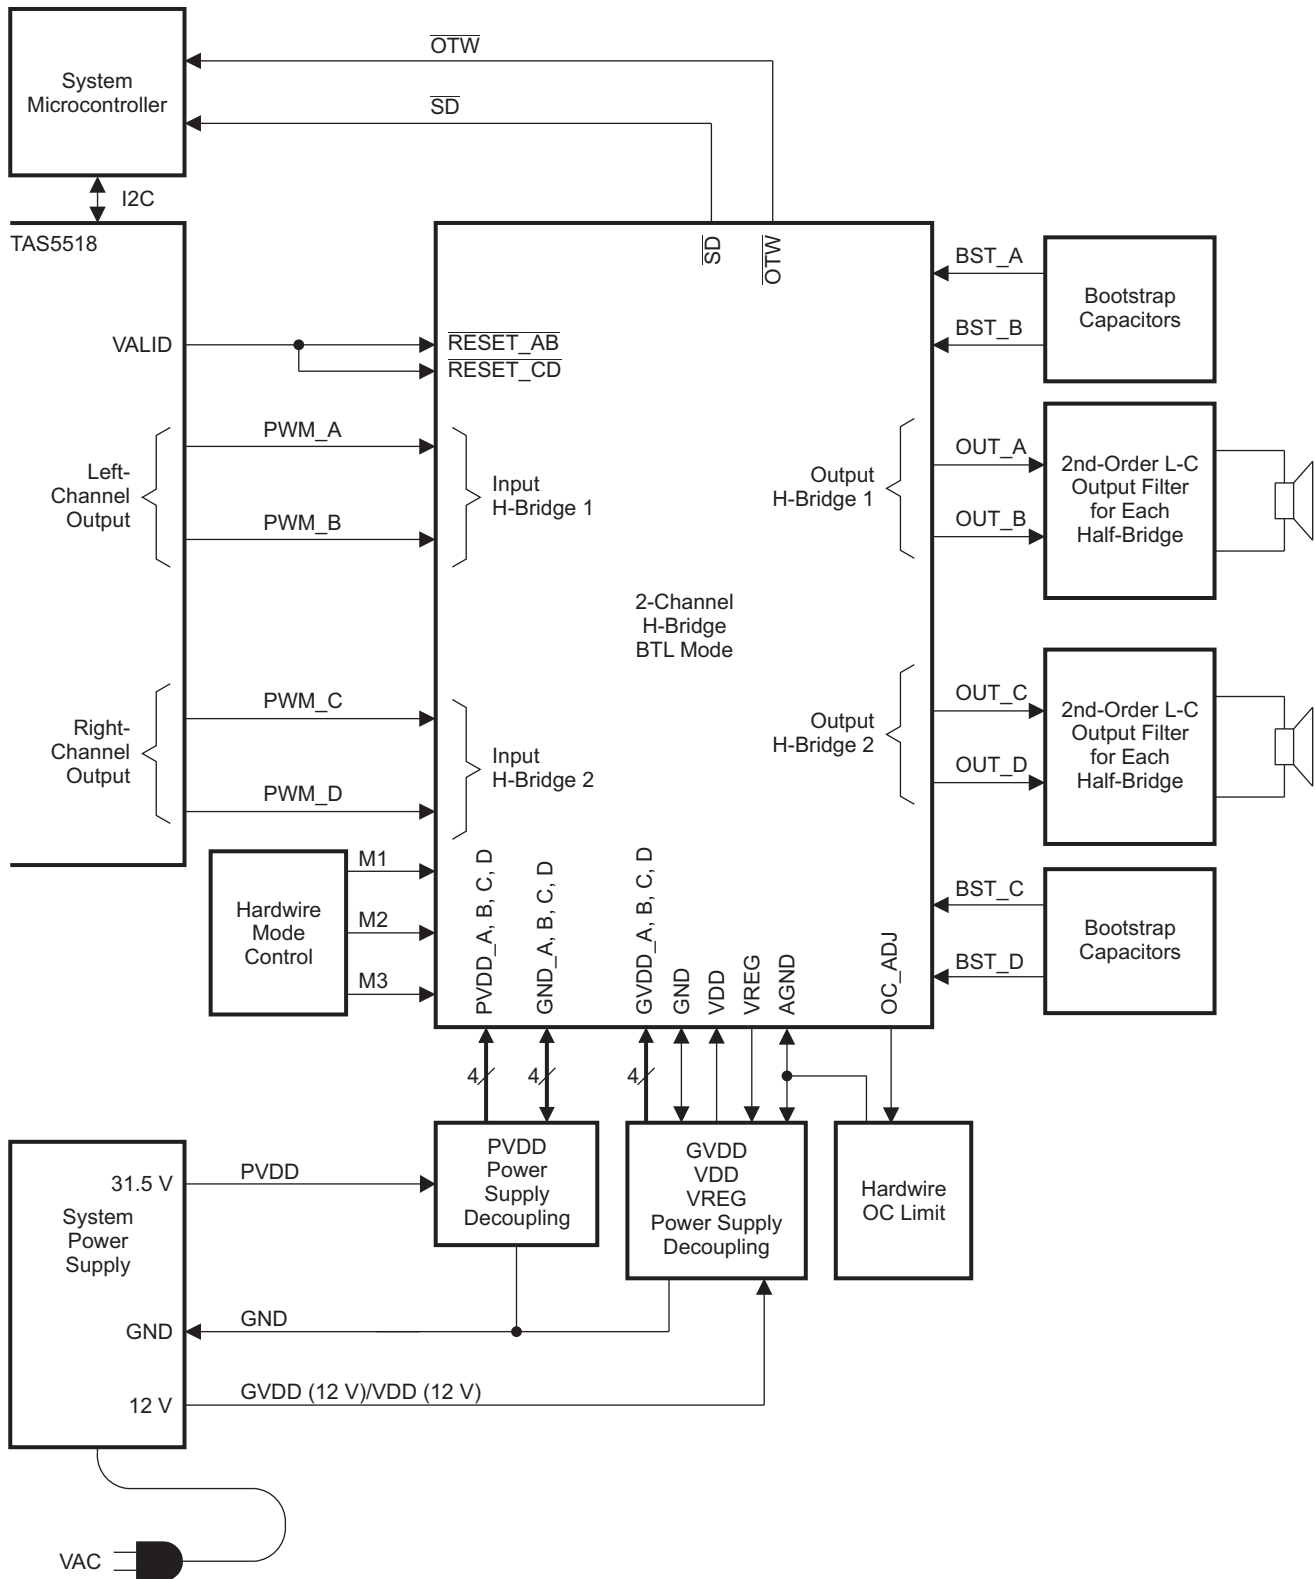 OTW
System
Microcontroller
SD
I2C
TAS5518
SD
OTW
BST_A
Bootstrap
Capacitors
BST_B
VALID
RESET_AB
RESET_CD
PWM_A
Left-
Channel
Output
PWM_B
Input
H-Bridge 1
Output
H-Bridge 1
OUT_A
OUT_B
2nd-Order L-C
Output Filter
for Each
Half-Bridge
2-Channel
H-Bridge
BTL Mode
PWM_C
Right-
Channel
Output
PWM_D
Input
H-Bridge 2
Output
H-Bridge 2
OUT_C
OUT_D
2nd-Order L-C
Output Filter
for Each
Half-Bridge
Hardwire
Mode
Control
M1
M2
M3
PVDD_A, B, C, D
GND_A, B, C, D
GVDD_A, B, C, D
GND
VDD
VREG
AGND
OC_ADJ
BST_C
BST_D
Bootstrap
Capacitors
4
4
4
31.5 V
PVDD
System
Power
Supply
PVDD
Power
Supply
Decoupling
GVDD
VDD
VREG
Power Supply
Decoupling
Hardwire
OC Limit
GND
GND
12 V
GVDD (12 V)/VDD (12 V)
VAC